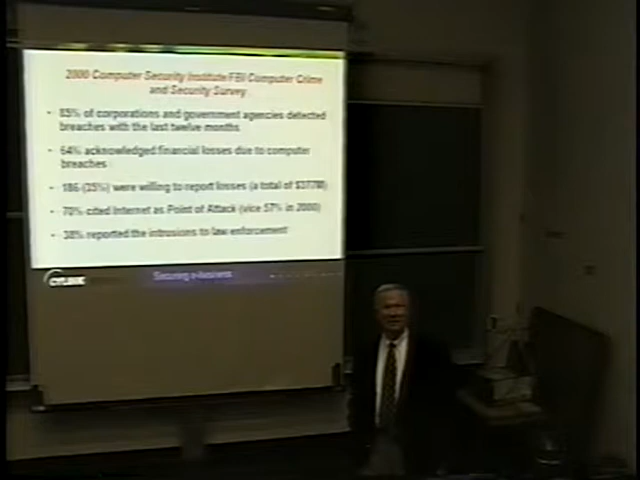 2000 Computer Security Institute FBI Computer Crime
and Security Survey
• 85% of corporations and government agencies detected
breaches with the last twelve months
• 64% acknowledged financial losses due to computer
breaches
• 186 (35%) were willing to report losses (a total of $377M)
• 70% cited Internet as Point of Attack (vice 57% in 2000)
• 38% reported the intrusions to law enforcement
CYLINK
Securing e-business